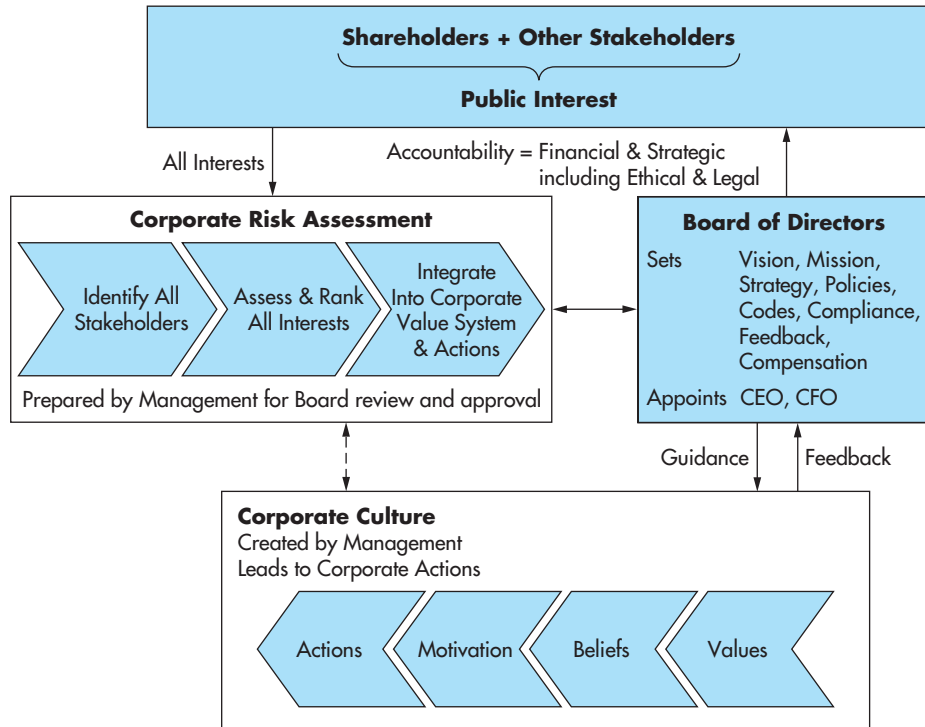 Shareholders + Other Stakeholders
Public Interest
All Interests
Accountability = Financial & Strategic
including Ethical & Legal
Corporate Risk Assessment
Identify All
Stakeholders
Assess & Rank
All Interests
Integrate
Into Corporate
Value System
& Actions
Prepared by Management for Board review and approval
Board of Directors
Sets Vision, Mission,
Strategy, Policies,
Codes, Compliance,
Feedback,
Compensation
Appoints CEO, CFO
Guidance
Feedback
Corporate Culture
Created by Management
Leads to Corporate Actions
Actions
Motivation
Beliefs
Values